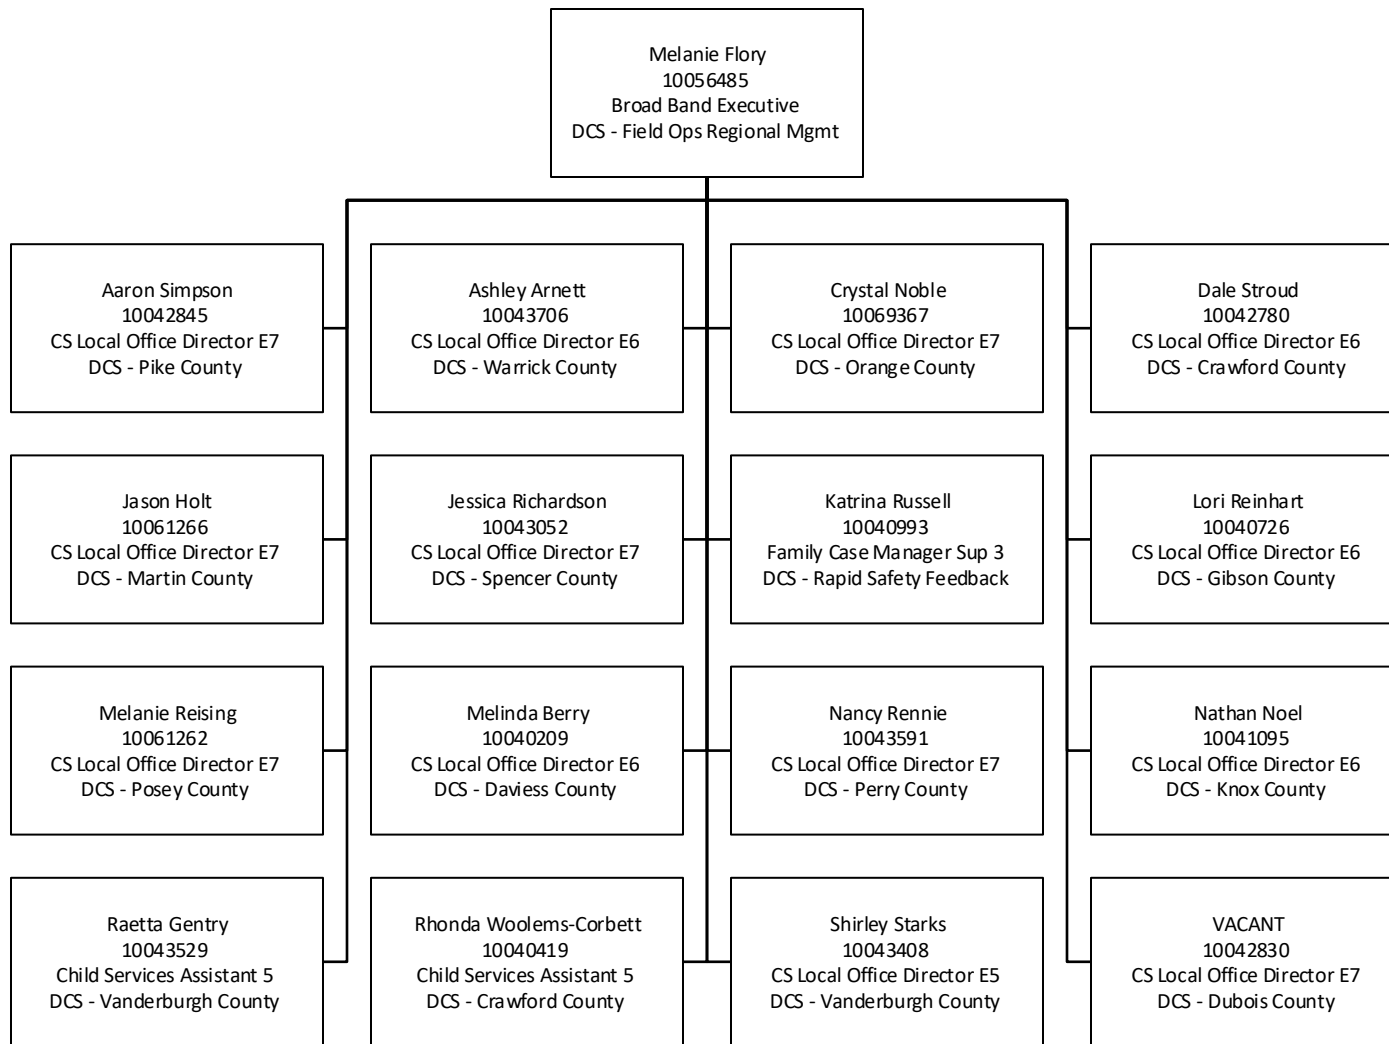 Melanie Flory
10056485
Broad Band Executive
DCS - Field Ops Regional Mgmt
Aaron Simpson
10042845
CS Local Office Director E7
DCS - Pike County
Ashley Arnett
10043706
CS Local Office Director E6
DCS - Warrick County
Crystal Noble
10069367
CS Local Office Director E7
DCS - Orange County
Dale Stroud
10042780
CS Local Office Director E6
DCS - Crawford County
Jason Holt
10061266
CS Local Office Director E7
DCS - Martin County
Jessica Richardson
10043052
CS Local Office Director E7
DCS - Spencer County
Katrina Russell
10040993
Family Case Manager Sup 3
DCS - Rapid Safety Feedback
Lori Reinhart
10040726
CS Local Office Director E6
DCS - Gibson County
Melanie Reising
10061262
CS Local Office Director E7
DCS - Posey County
Melinda Berry
10040209
CS Local Office Director E6
DCS - Daviess County
Nancy Rennie
10043591
CS Local Office Director E7
DCS - Perry County
Nathan Noel
10041095
CS Local Office Director E6
DCS - Knox County
Raetta Gentry
10043529
Child Services Assistant 5
DCS - Vanderburgh County
Rhonda Woolems-Corbett
10040419
Child Services Assistant 5
DCS - Crawford County
Shirley Starks
10043408
CS Local Office Director E5
DCS - Vanderburgh County
VACANT
10042830
CS Local Office Director E7
DCS - Dubois County